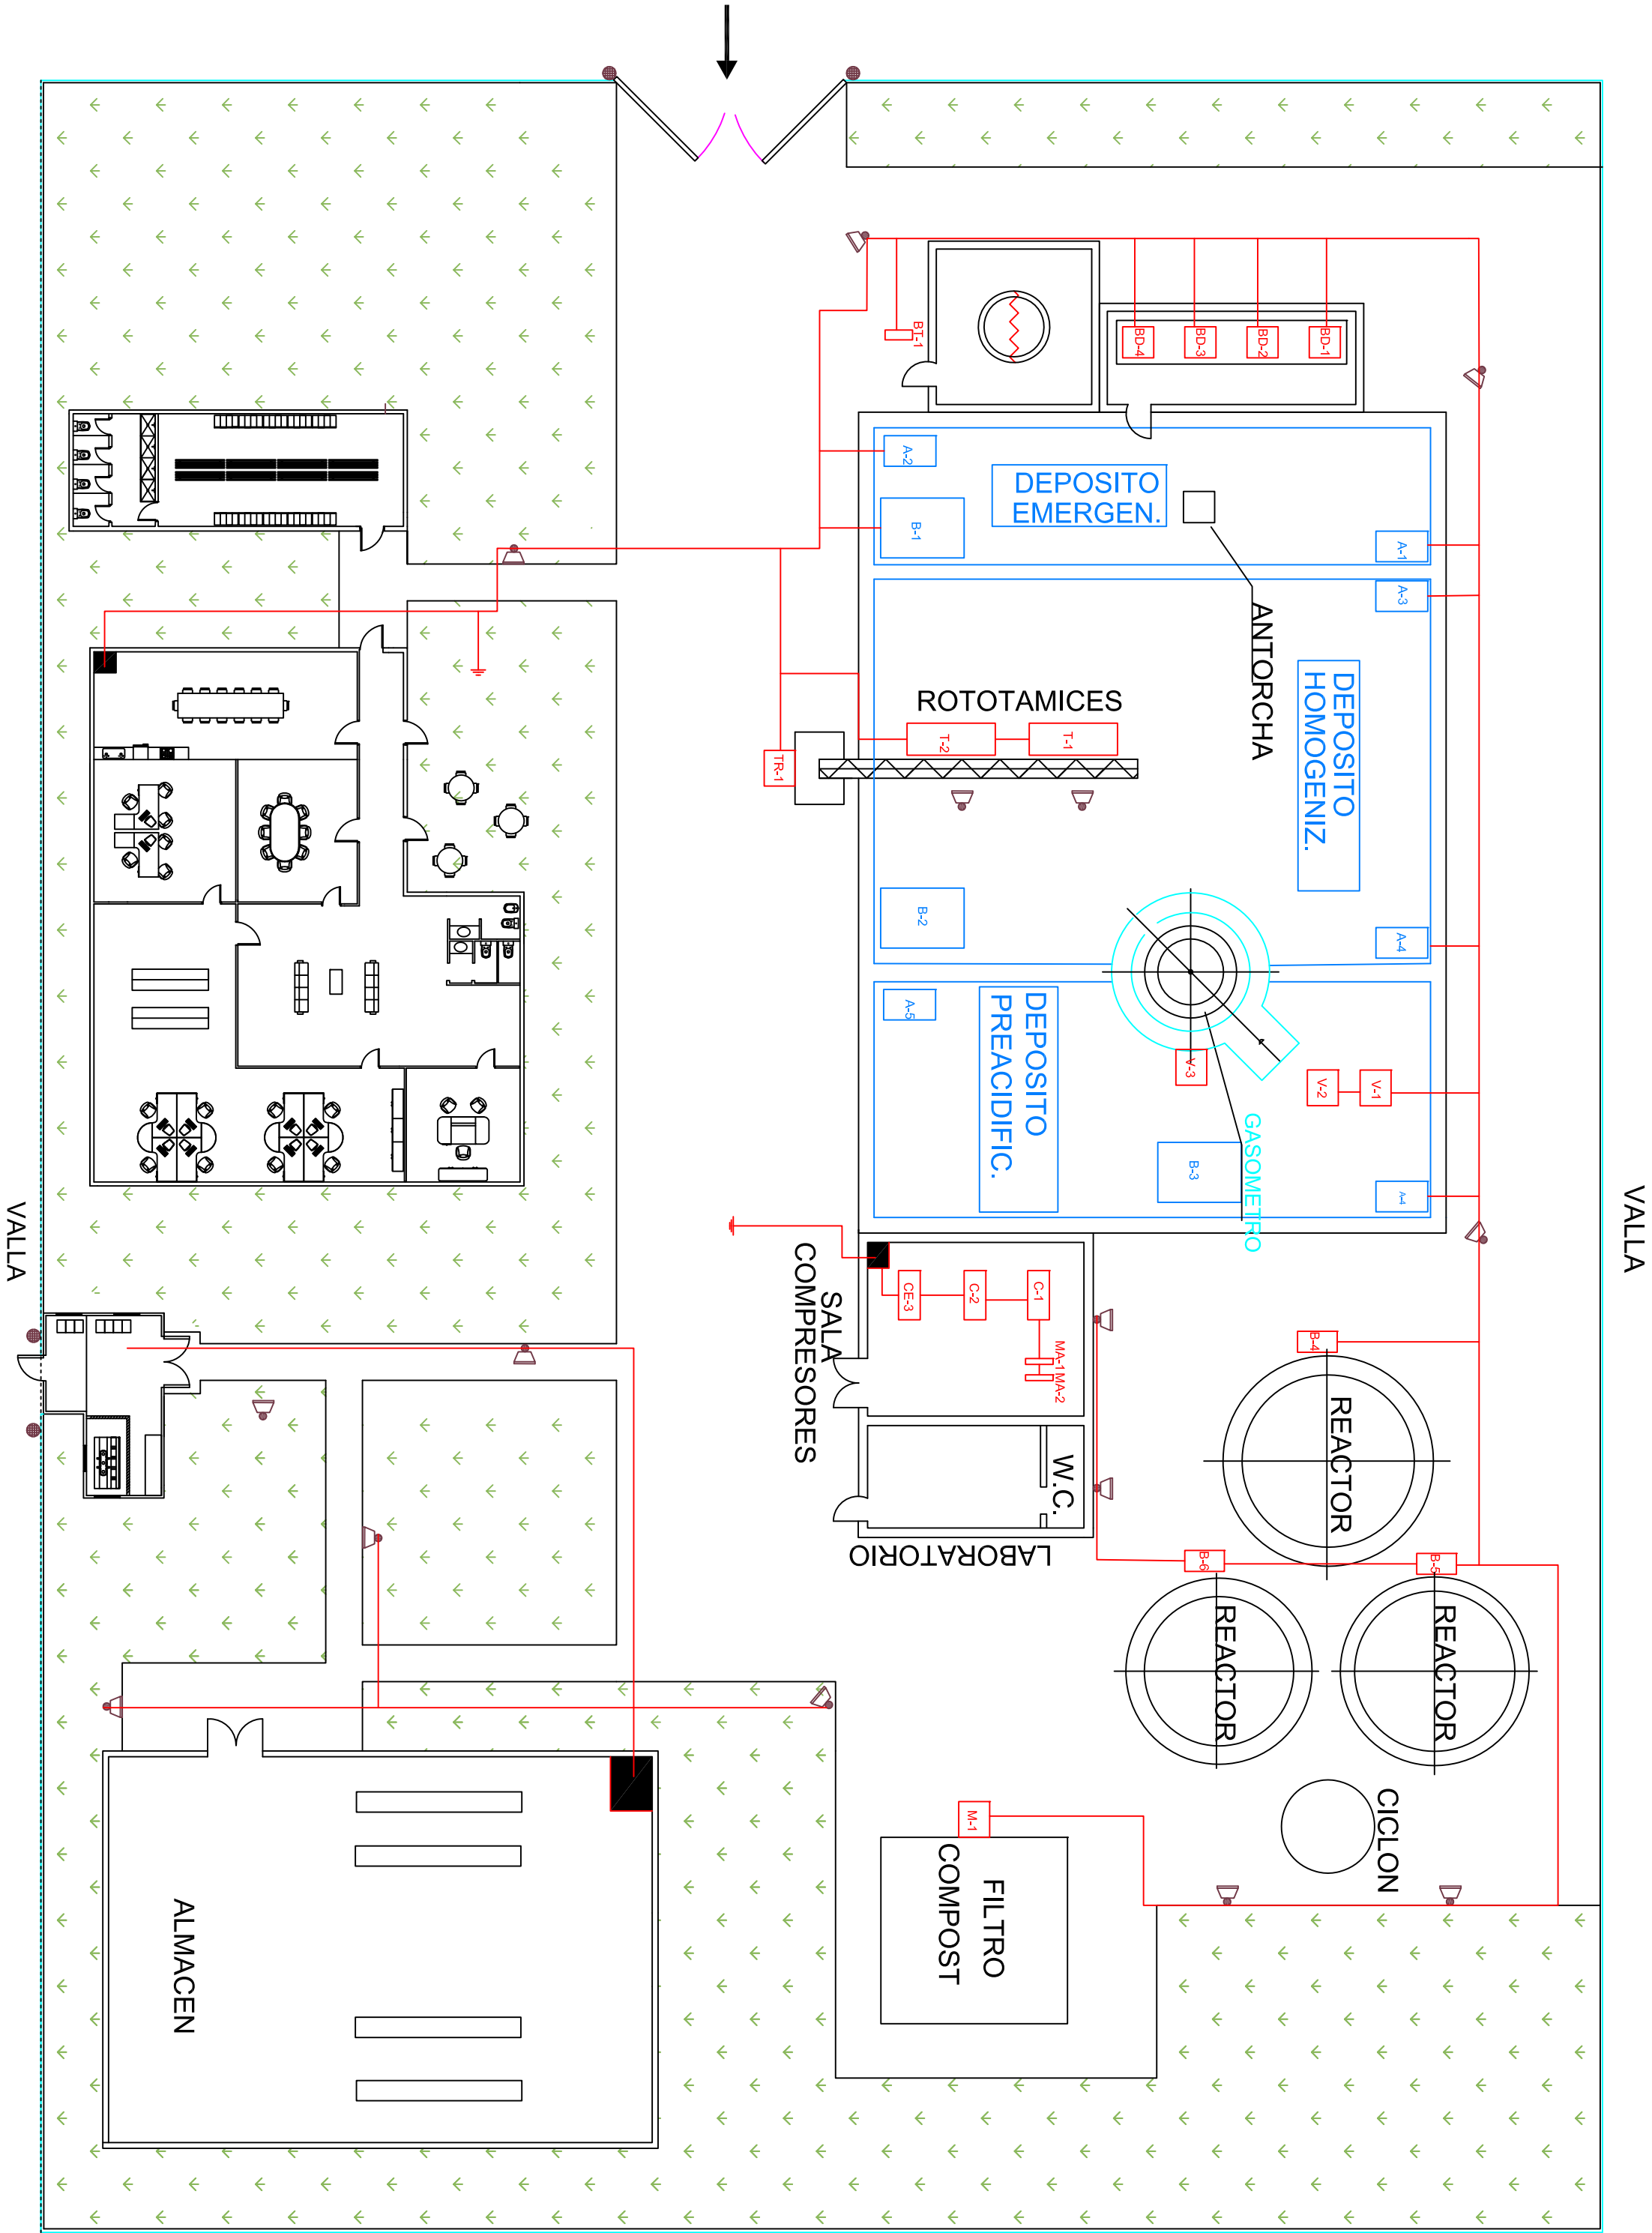 BT-1
BD-4
BD-3
BD-2
BD-1
A-2
DEPOSITO
EMERGEN.
B-1
A-1
A-3
ANTORCHA
DEPOSITO
HOMOGENIZ.
ROTOTAMICES
T-2
T-1
TR-1
B-2
A-4
A-5
DEPOSITO
PREACIDIFIC.
V-3
V-2
V-1
GASOMETRO
B-3
A-4
VALLA
VALLA
SALA
COMPRESORES
CE-3
C-2
C-1
MA-1
MA-2
B-4
REACTOR
W.C.
LABORATORIO
B-6
B-5
REACTOR
REACTOR
CICLON
M-1
FILTRO
COMPOST
ALMACEN